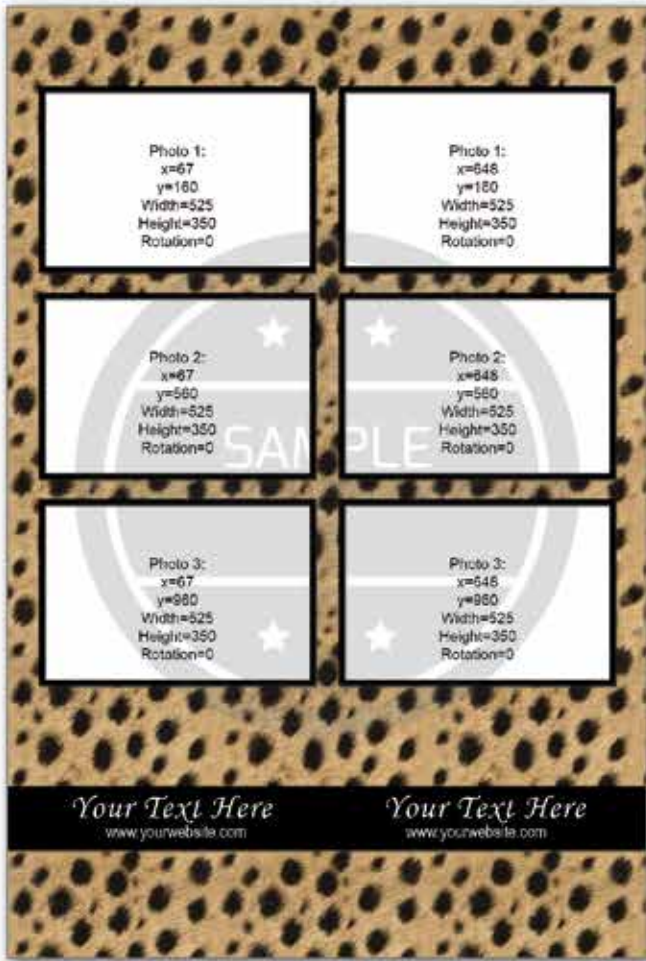 Photo 1:
x=67
y=160
Width=525
Height=350
Rotation=0
Photo 1:
x=648
y=160
Width=525
Height=350
Rotation=0
Photo 2:
x=67
y=560
Width=525
Height=350
Rotation=0
Photo 2:
x=648
y=560
Width=525
Height=350
Rotation=0
SAMPLE
Photo 3:
x=67
y=960
Width=525
Height=350
Rotation=0
Photo 3:
x=648
y=960
Width=525
Height=350
Rotation=0
Your Text Here
www.yourwebsite.com
Your Text Here
www.yourwebsite.com